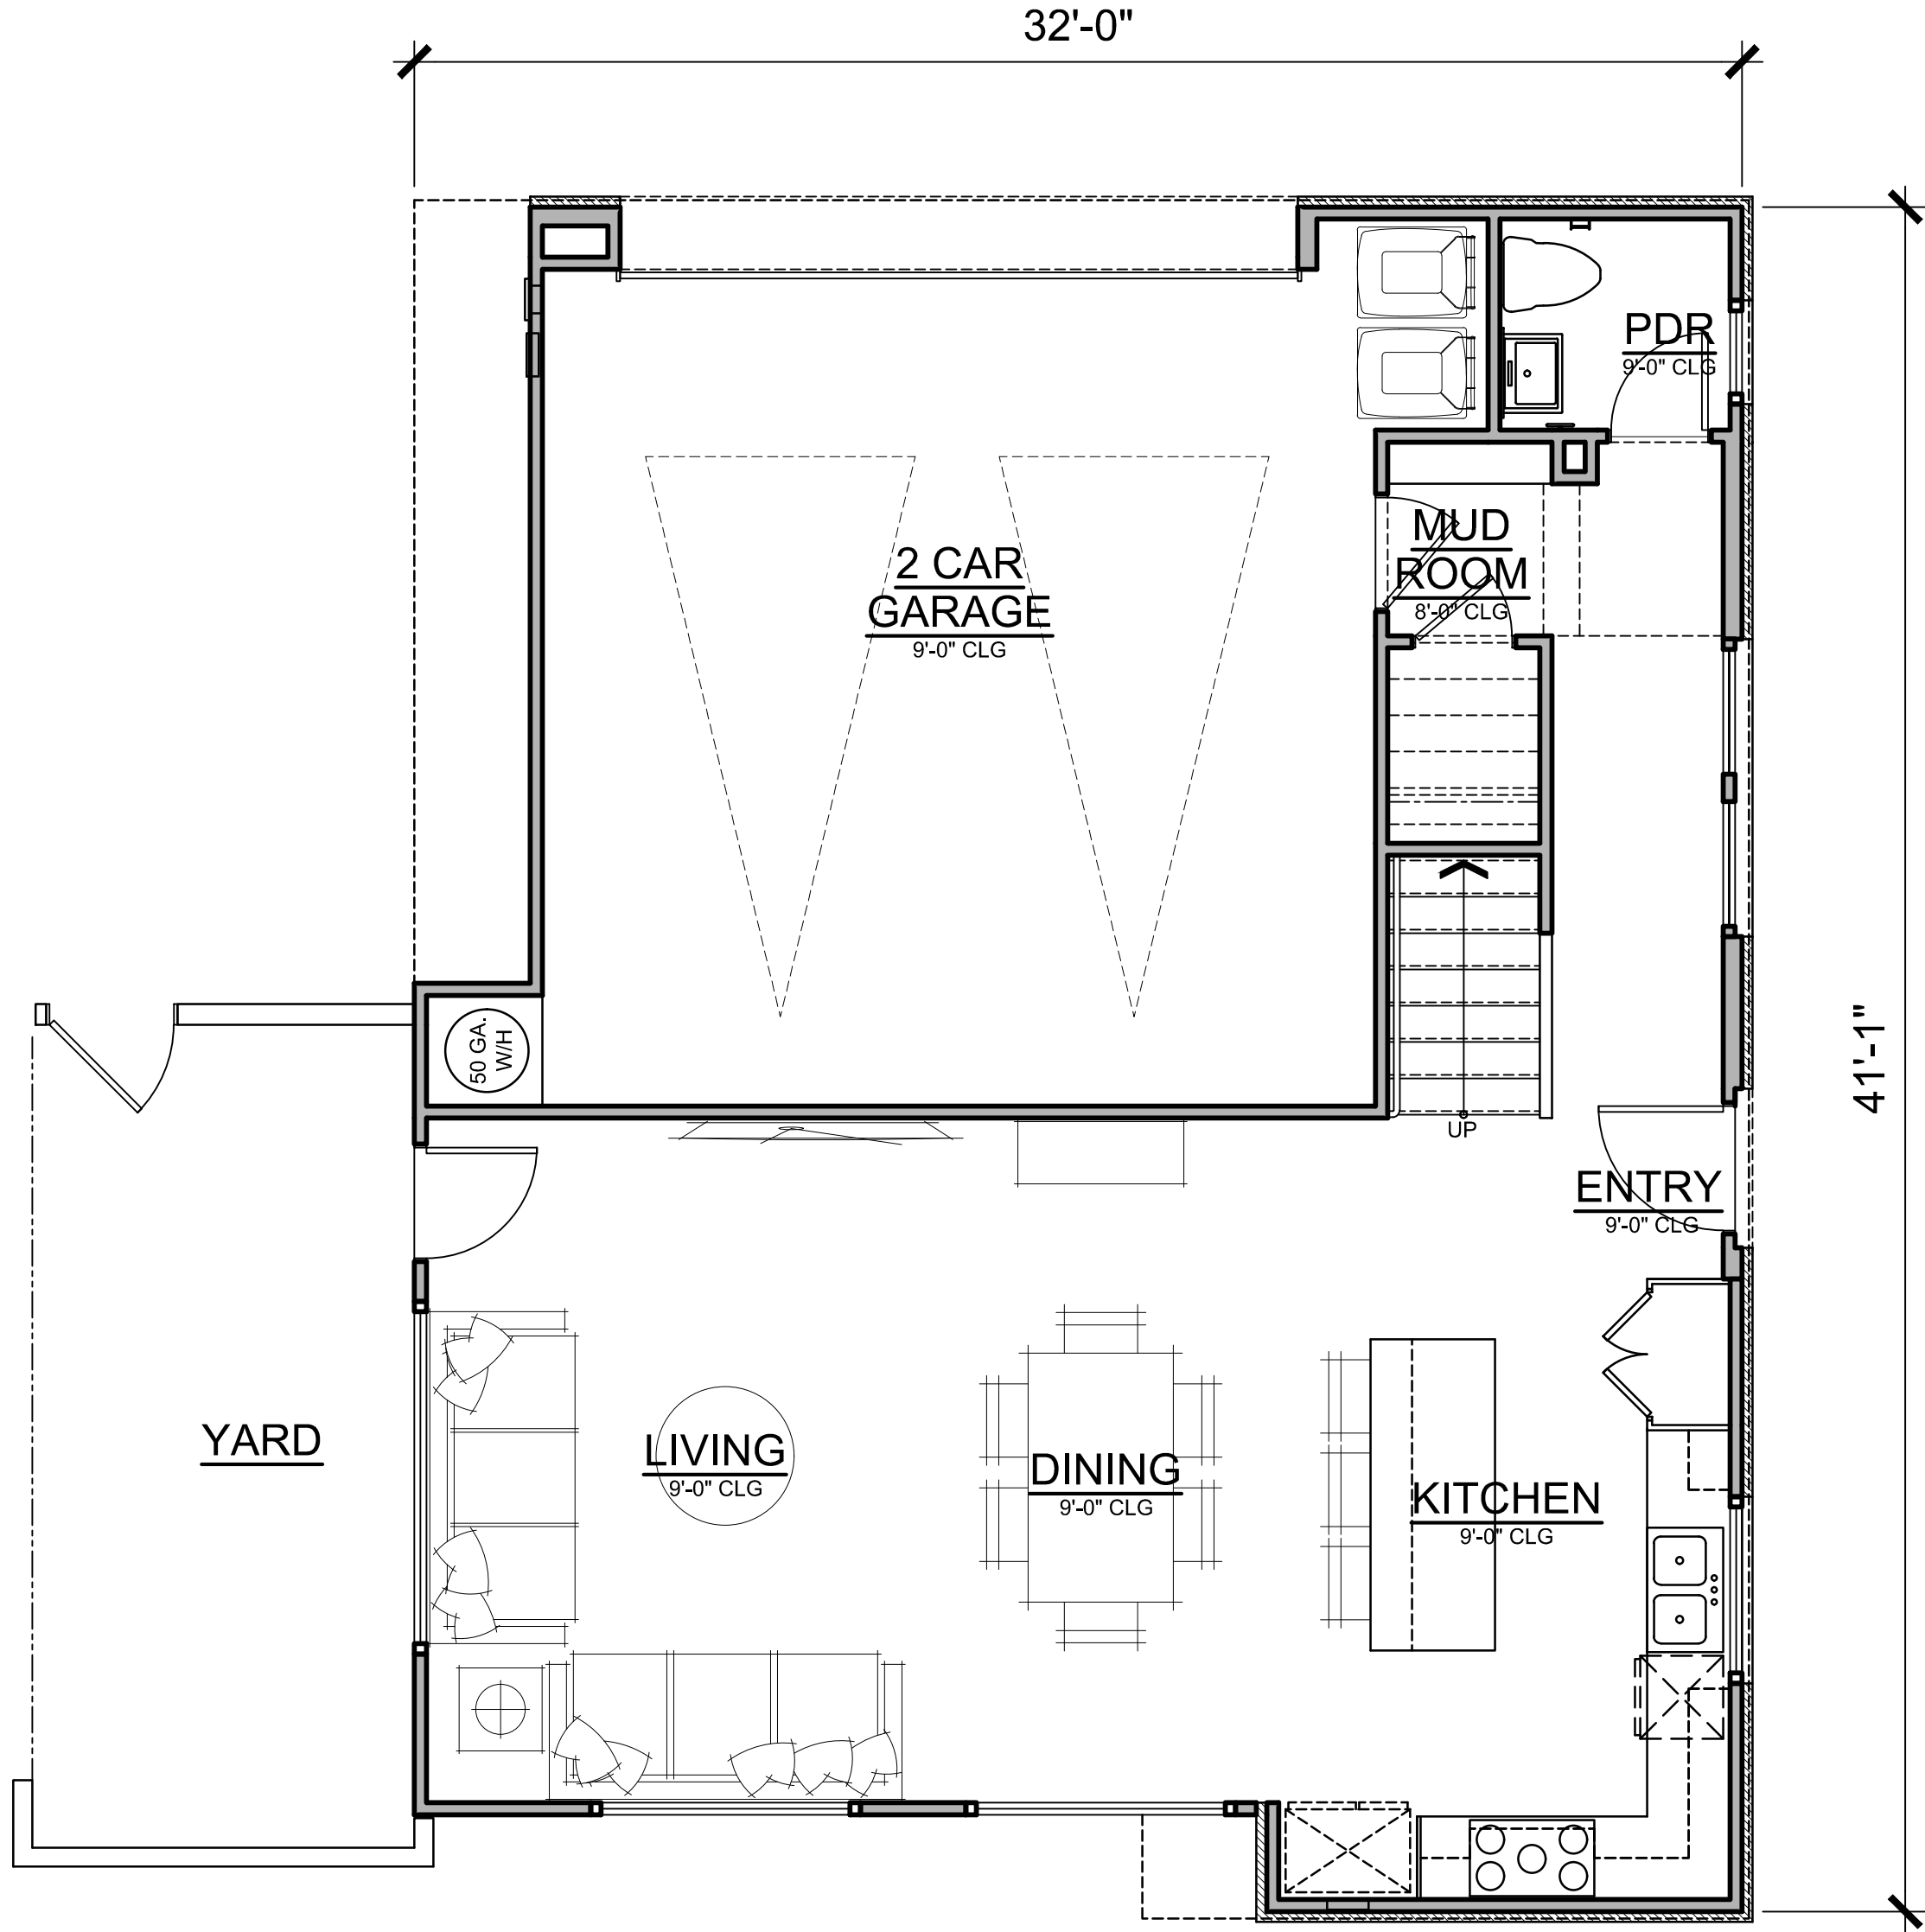 32'-0"
PDR
9'-0" CLG
MUD
ROOM
8'-0" CLG
2 CAR
GARAGE
9'-0" CLG
50 GA.
W/H
41'-1"
UP
ENTRY
9'-0" CLG
YARD
LIVING
9'-0" CLG
DINING
9'-0" CLG
KITCHEN
9'-0" CLG